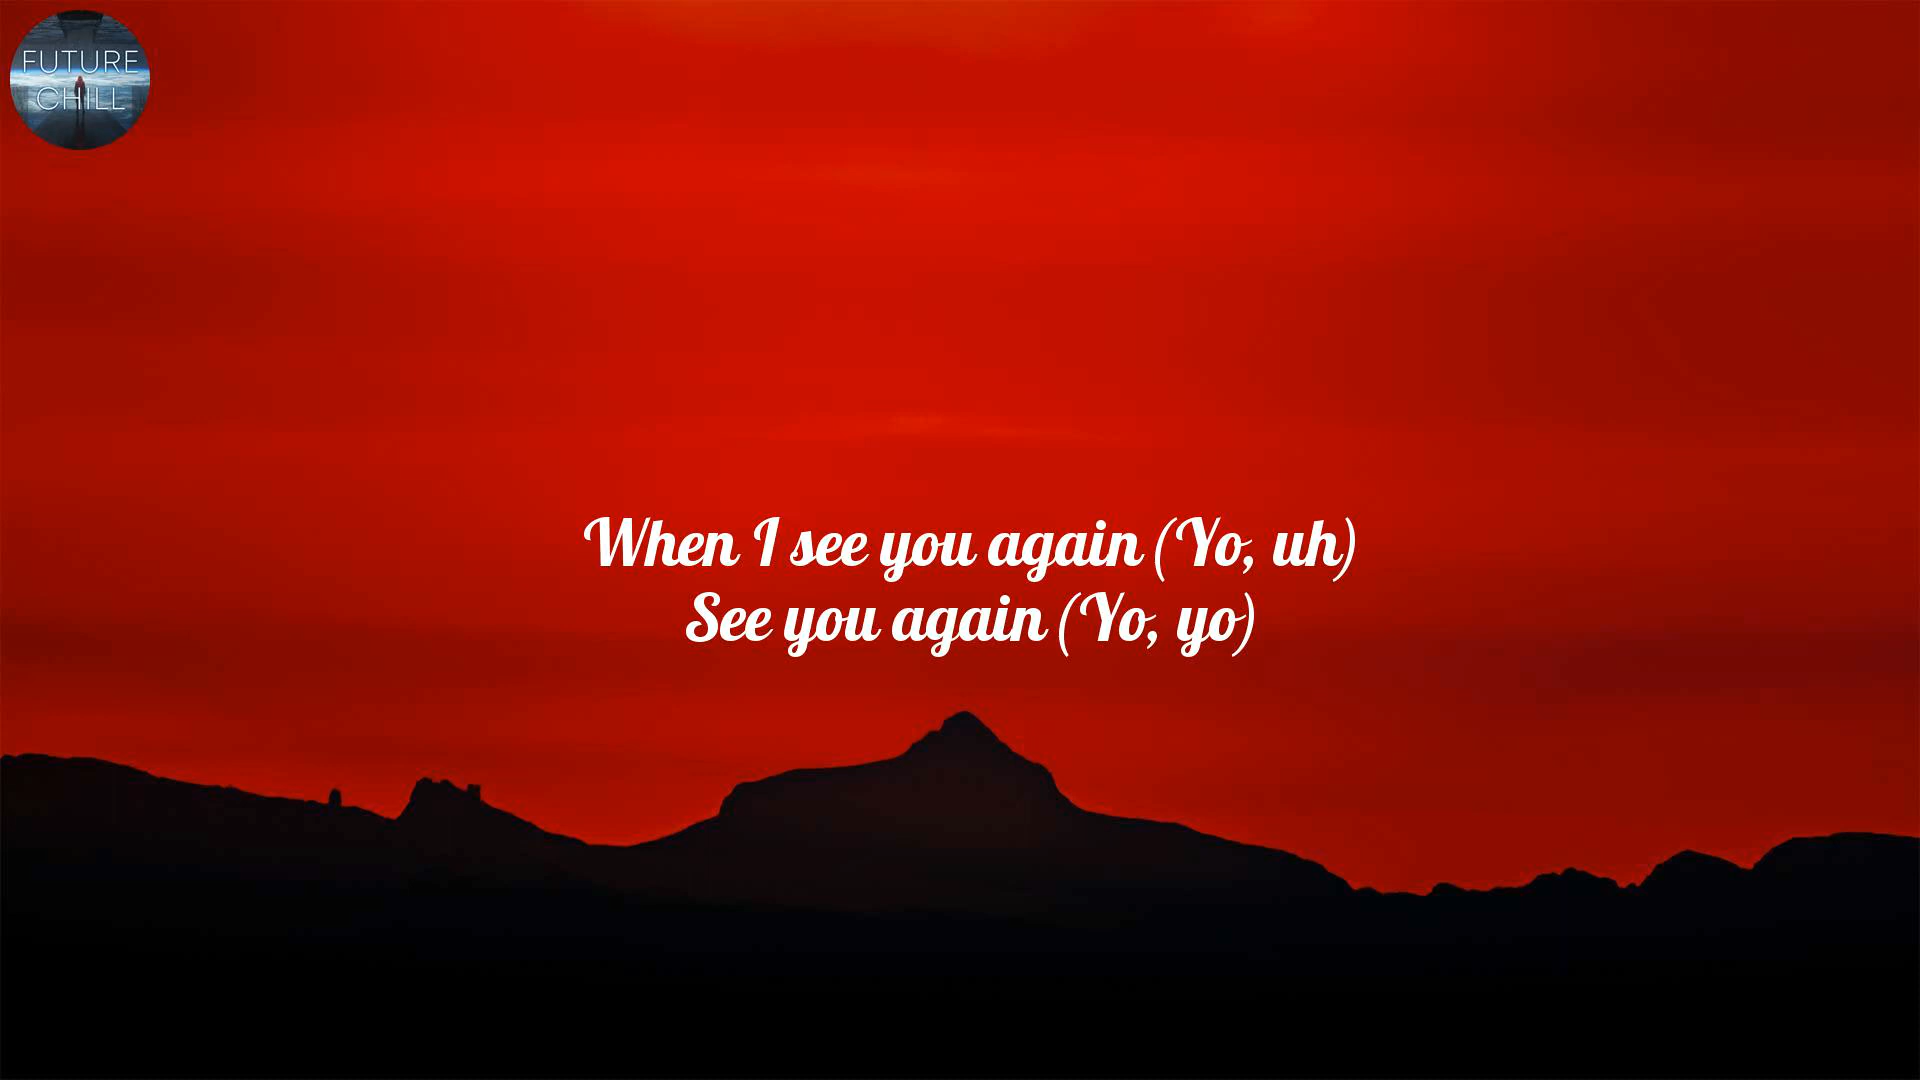 FUTURE
CHILL
When I see you again (Yo, uh)
See you again (Yo, yo)